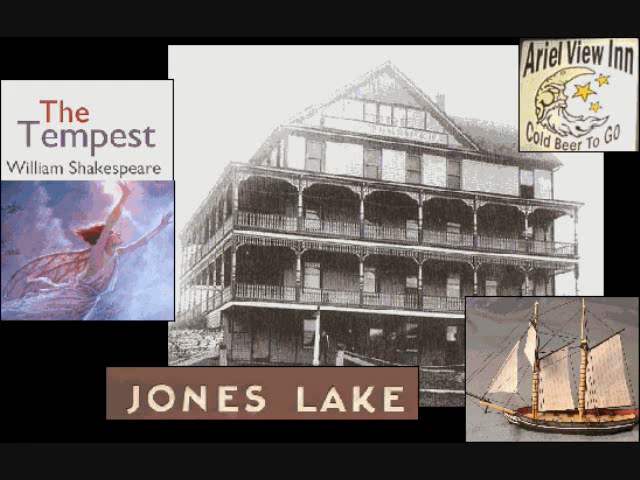 The
Tempest
William Shakespeare
Ariel View Inn
Cold Beer To Go
JONES LAKE